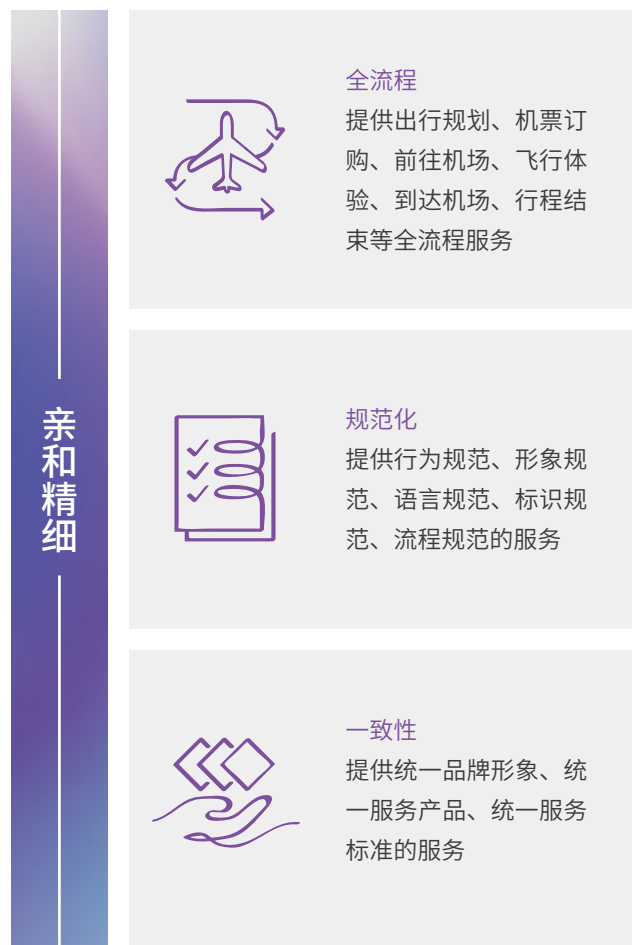 亲和精细
全流程
提供出行规划、机票订
购、前往机场、飞行体
验、到达机场、行程结
束等全流程服务
规范化
提供行为规范、形象规
范、语言规范、标识规
范、流程规范的服务
一致性
提供统一品牌形象、统
一服务产品、统一服务
标准的服务